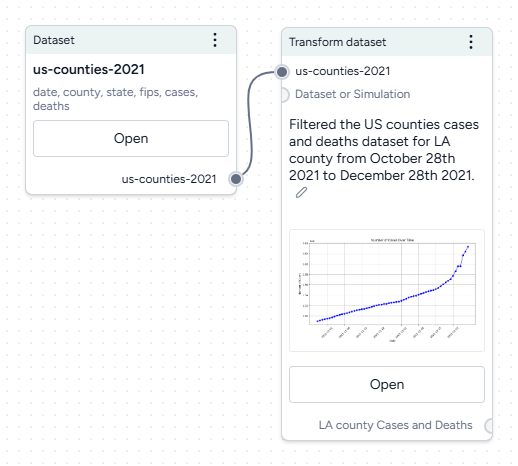 Dataset
us-counties-2021
date, county, state, fips, cases,
deaths
Open
us-counties-2021
Transform dataset
us-counties-2021
Dataset or Simulation
Filtered the US counties cases
and deaths dataset for LA
county from October 28th
2021 to December 28th 2021.
Number of Cases Over Time
Open
LA county Cases and Deaths